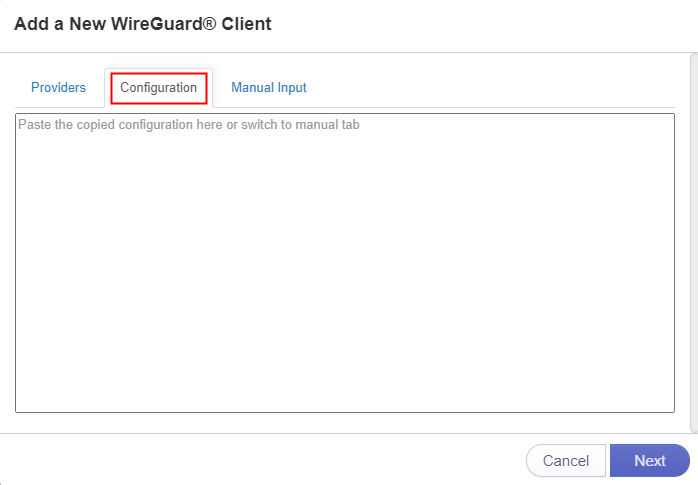 Add a New WireGuard® Client
Providers Configuration Manual Input
Paste the copied configuration here or switch to manual tab
Cancel Next